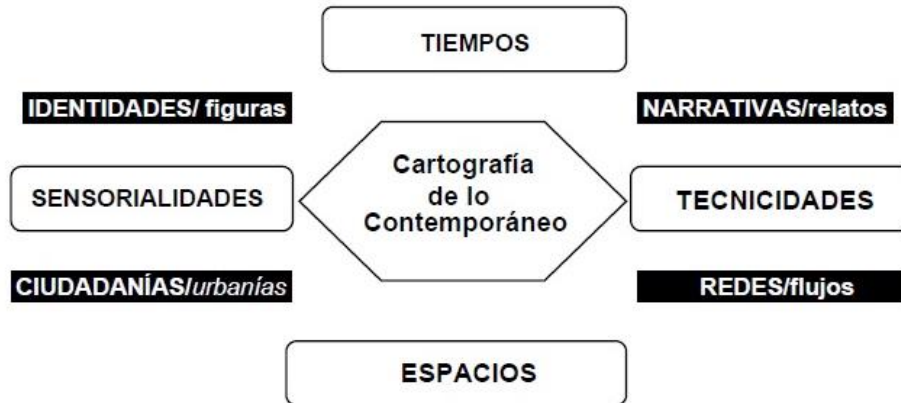 TIEMPOS
IDENTIDADES/ figuras
NARRATIVAS/relatos
Cartografía
de lo
Contemporáneo
SENSORIALIDADES
TECNICIDADES
CIUDADANÍAS/urbanías
REDES/flujos
ESPACIOS